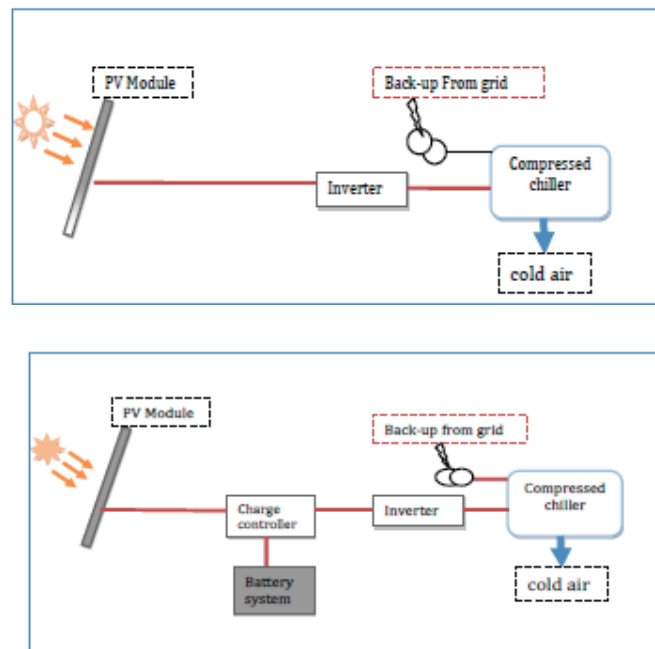 PV Module
Back-up From grid
Compressed
chiller
Inverter
cold air
PV Module
Back-up from grid
Compressed
chiller
Charge
controller
Inverter
Battery
system
cold air